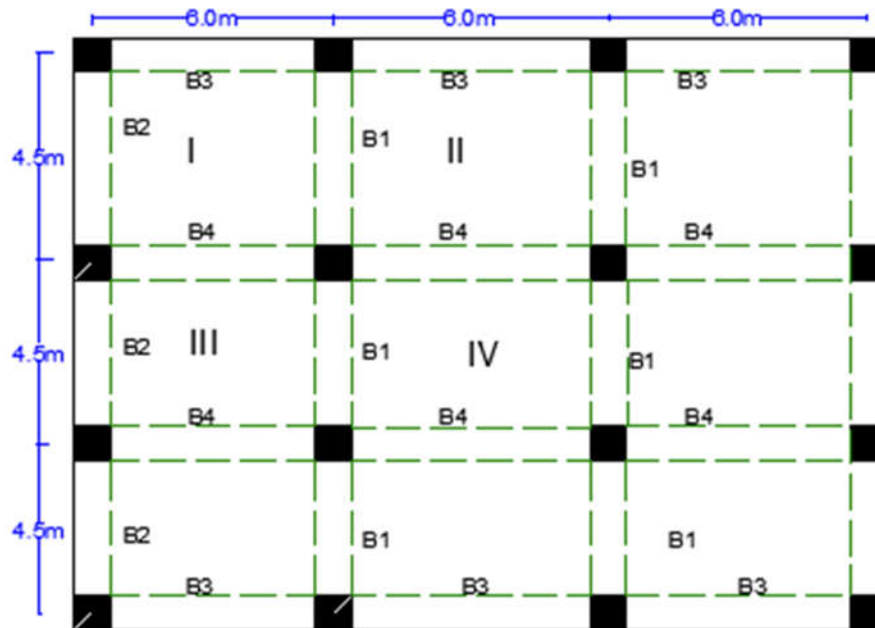 6.0m 6.0m 6.0m
B3 B3 B3
B2 I B1 II B1
4.5m
B4 B4 B4
B2 III B1 IV B1
4.5m
B4 B4 B4
4.5m B2 B1 B1
B3 B3 B3